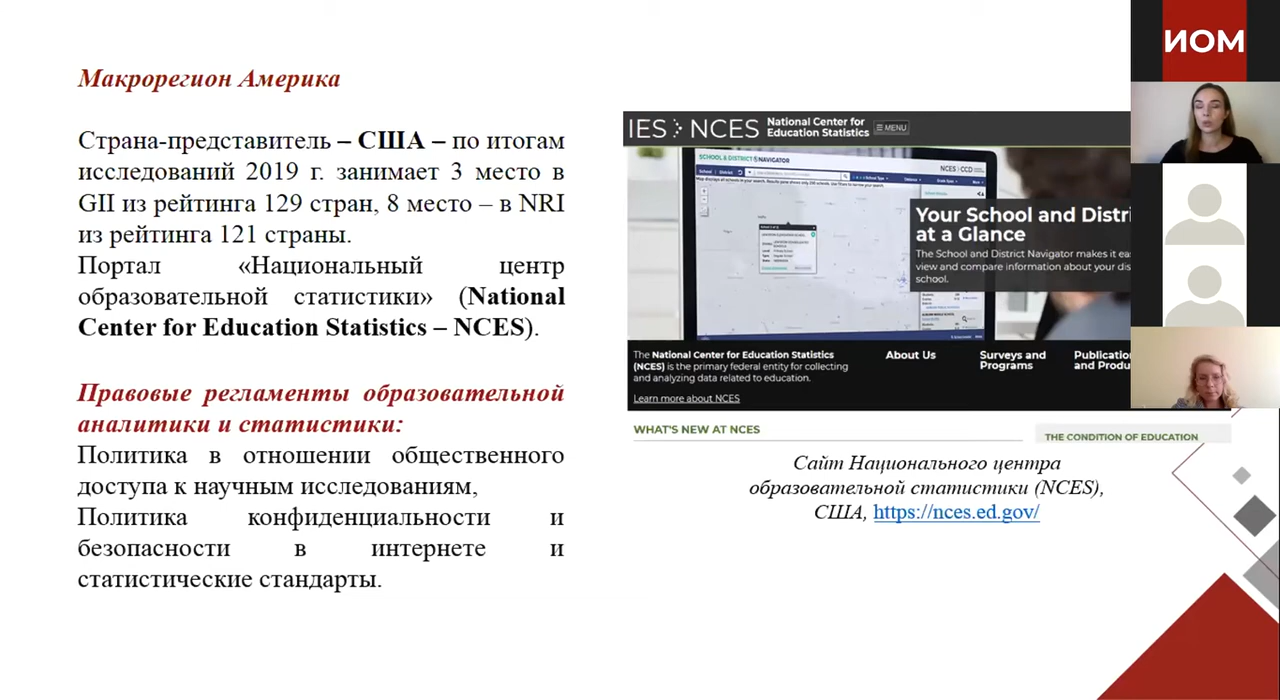 Макрорегион Америка
Страна-представитель – США – по итогам
исследований 2019 г. занимает 3 место в
GII из рейтинга 129 стран, 8 место – в NRI
из рейтинга 121 страны.
Портал «Национальный центр
образовательной статистики» (National
Center for Education Statistics – NCES).
Правовые регламенты образовательной
аналитики и статистики:
Политика в отношении общественного
доступа к научным исследованиям,
Политика конфиденциальности и
безопасности в интернете и
статистические стандарты.
IES NCES National Center for
Education Statistics
MENU
SCHOOL & DISTRICT NAVIGATOR
NCES CCD
Your School and Distri
at a Glance
The School and District Navigator makes it eas
view and compare information about your dis
school.
The National Center for Education Statistics
(NCES) is the primary federal entity for collecting
and analyzing data related to education.
Learn more about NCES
About Us
Surveys and
Programs
Publicatio
and Produ
WHAT'S NEW AT NCES
THE CONDITION OF EDUCATION
Сайт Национального центра
образовательной статистики (NCES),
США, https://nces.ed.gov/
ИОМ